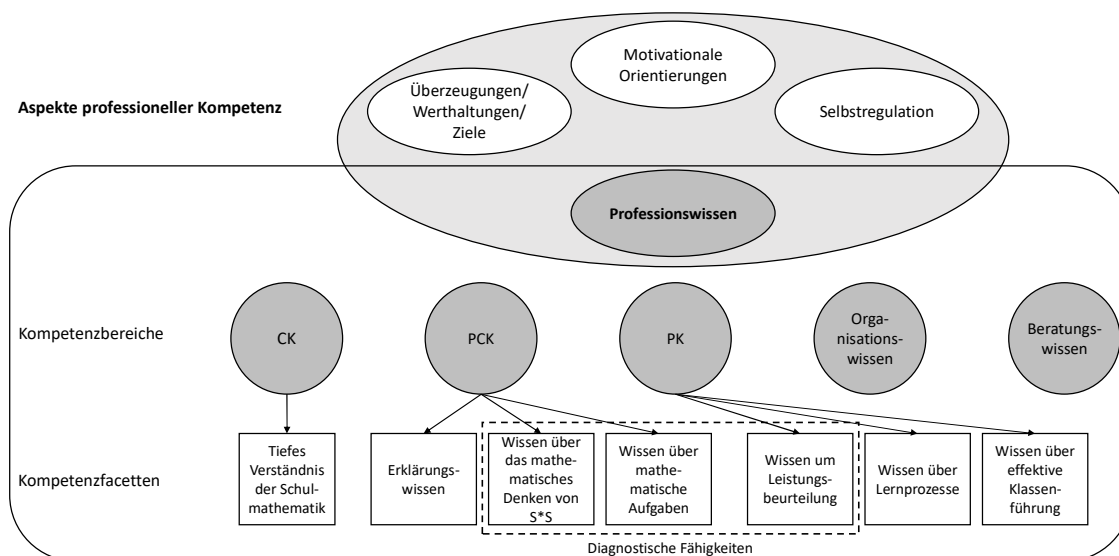 Motivationale
Orientierungen
Überzeugungen/
Werthaltungen/
Ziele
Selbstregulation
Aspekte professioneller Kompetenz
Professionswissen
Kompetenzbereiche
CK
PCK
PK
Orga-
nisations-
wissen
Beratungs-
wissen
Kompetenzfacetten
Tiefes
Verständnis
der Schul-
mathematik
Erklärungs-
wissen
Wissen über
das mathe-
matisches
Denken von
S*S
Wissen über
mathe-
matische
Aufgaben
Wissen um
Leistungs-
beurteilung
Wissen über
Lernprozesse
Wissen über
effektive
Klassen-
führung
Diagnostische Fähigkeiten